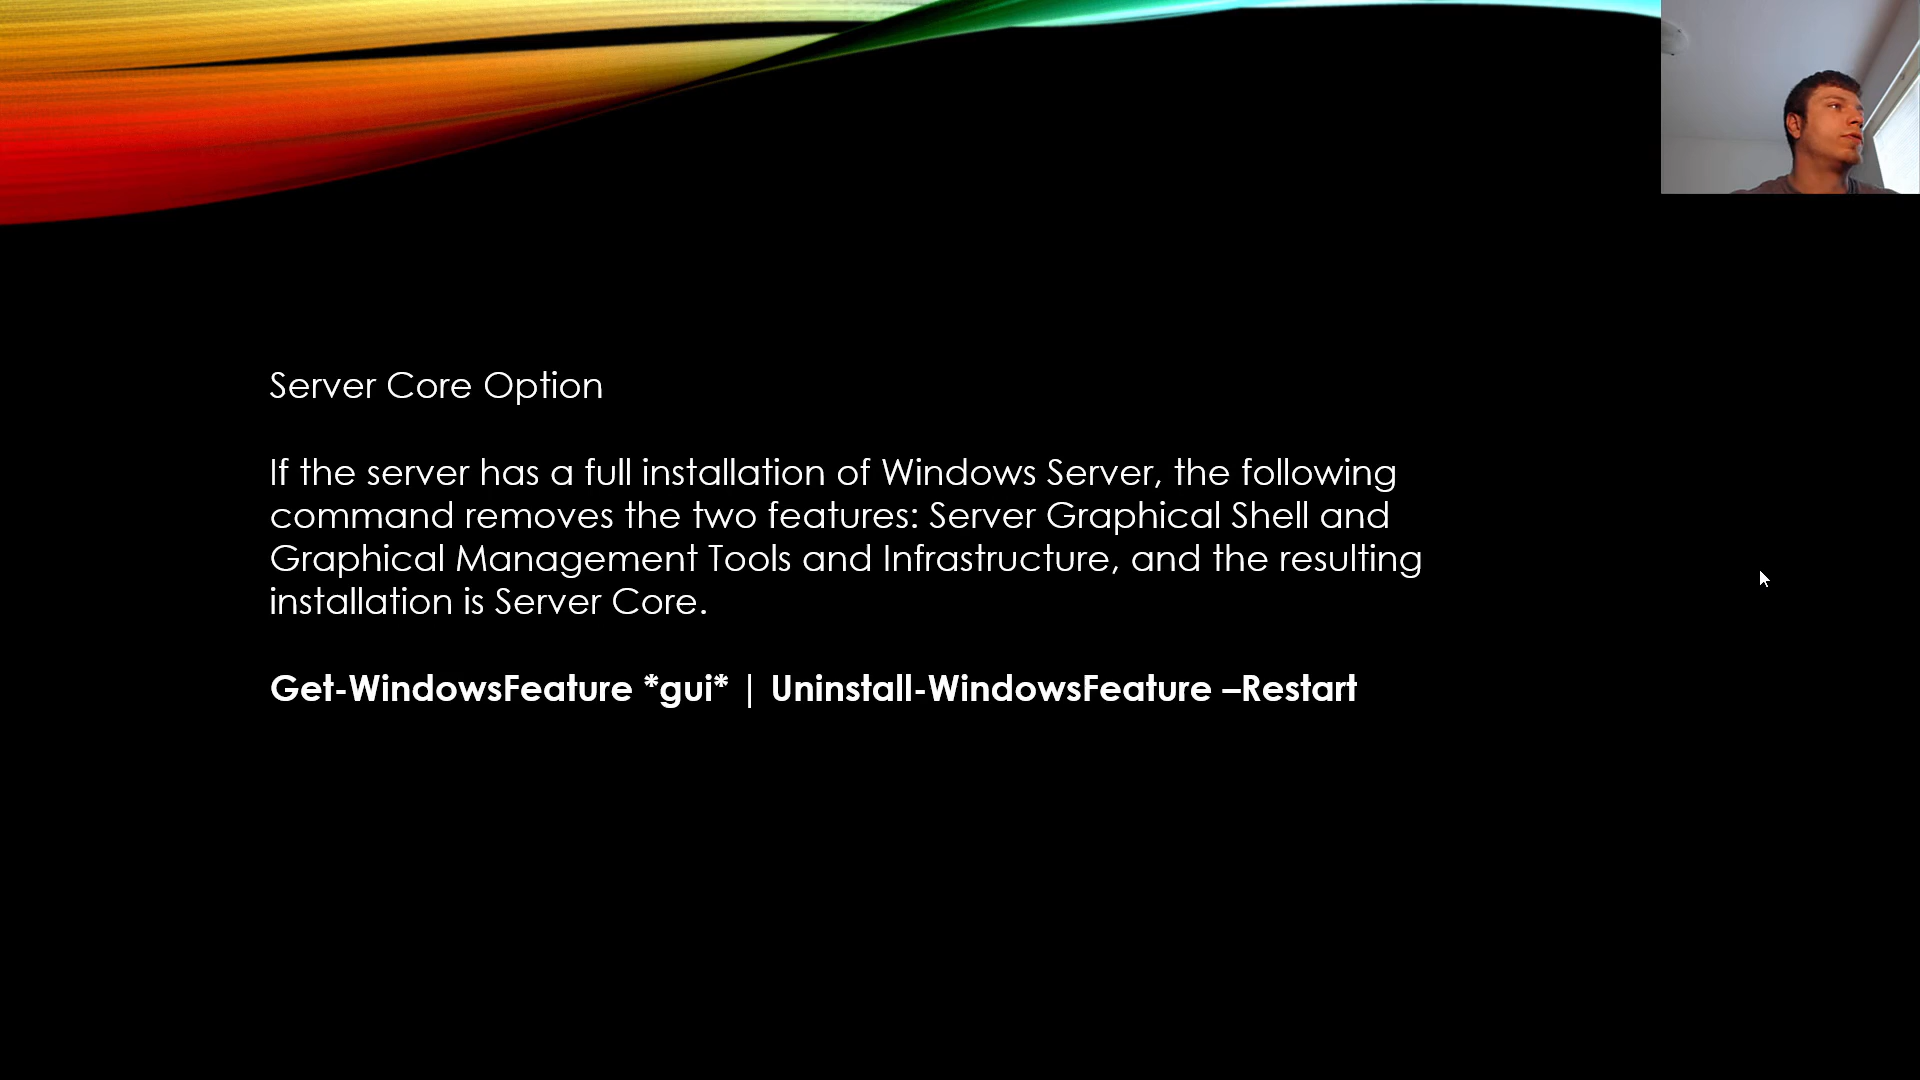 Server Core Option
If the server has a full installation of Windows Server, the following
command removes the two features: Server Graphical Shell and
Graphical Management Tools and Infrastructure, and the resulting
installation is Server Core.
Get-WindowsFeature *gui* | Uninstall-WindowsFeature –Restart